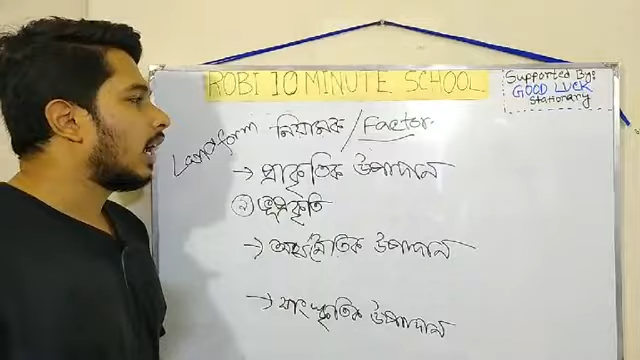 ROBI 10 MINUTE SCHOOL
Supported By:
GOOD LUCK
Stationary
Landform নিয়ামক / Factor
→ প্রাকৃতিক উপাদান
① ভূপ্রকৃতি
→ অর্থনৈতিক উপাদান
→ সাংস্কৃতিক উপাদান